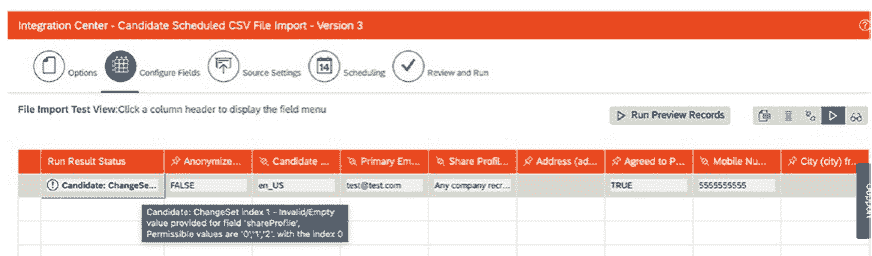 Integration Center - Candidate Scheduled CSV File Import - Version 3
Options
Configure Fields
Source Settings
14
Scheduling
Review and Run
File Import Test View:Click a column header to display the field menu
Run Preview Records
Run Result Status
Anonymize...
Candidate ...
Primary Em...
Share Profil...
Address (ad...
Agreed to P...
Mobile Nu...
City (city) fr...
Candidate: ChangeSe...
FALSE
en_US
test@test.com
Any company recr...
TRUE
5555555555
Candidate: ChangeSet Index 1 - Invalid/Empty
value provided for field 'shareProfile',
Permissible values are '0','1','2'. with the index 0
Support